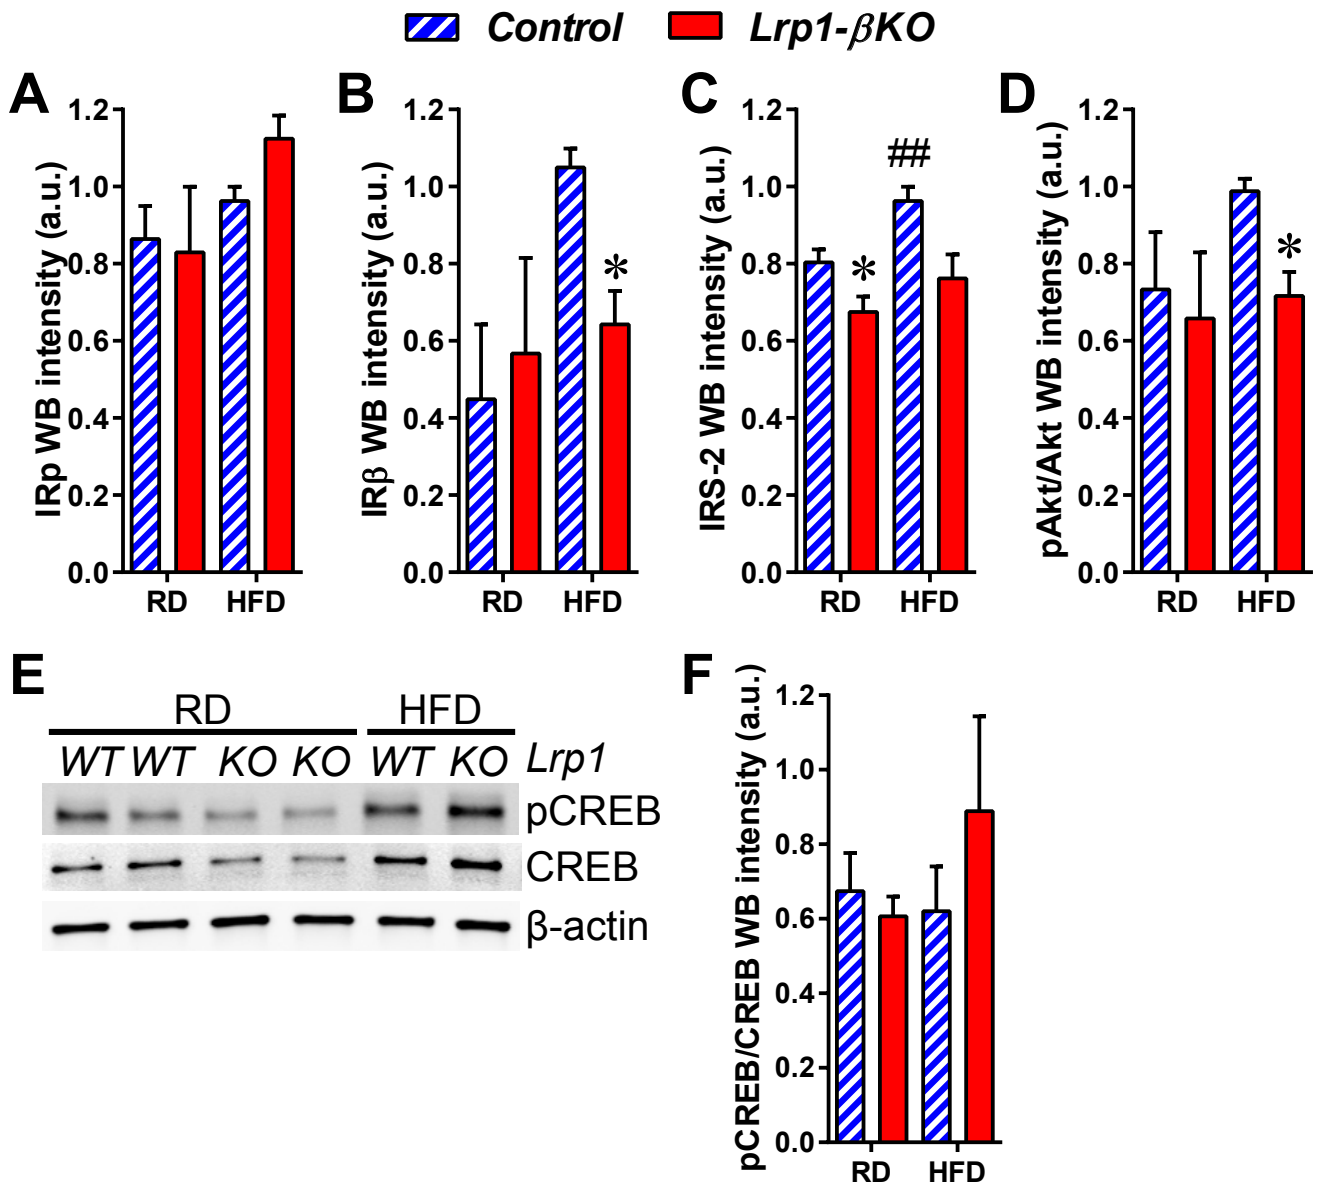 Control Lrp1-βKO
A
IRp WB intensity (a.u.)
1.2
1.0
0.8
0.6
0.4
0.2
0.0
RD HFD
B
IRβ WB intensity (a.u.)
1.2
1.0
0.8
0.6
0.4
0.2
0.0
*
RD HFD
C
IRS-2 WB intensity (a.u.)
1.2
1.0
0.8
0.6
0.4
0.2
0.0
##
*
RD HFD
D
pAkt/Akt WB intensity (a.u.)
1.2
1.0
0.8
0.6
0.4
0.2
0.0
*
RD HFD
E
RD HFD
WT WT KO KO WT KO Lrp1
pCREB
CREB
β-actin
F
pCREB/CREB WB intensity (a.u.)
1.2
1.0
0.8
0.6
0.4
0.2
0.0
RD HFD